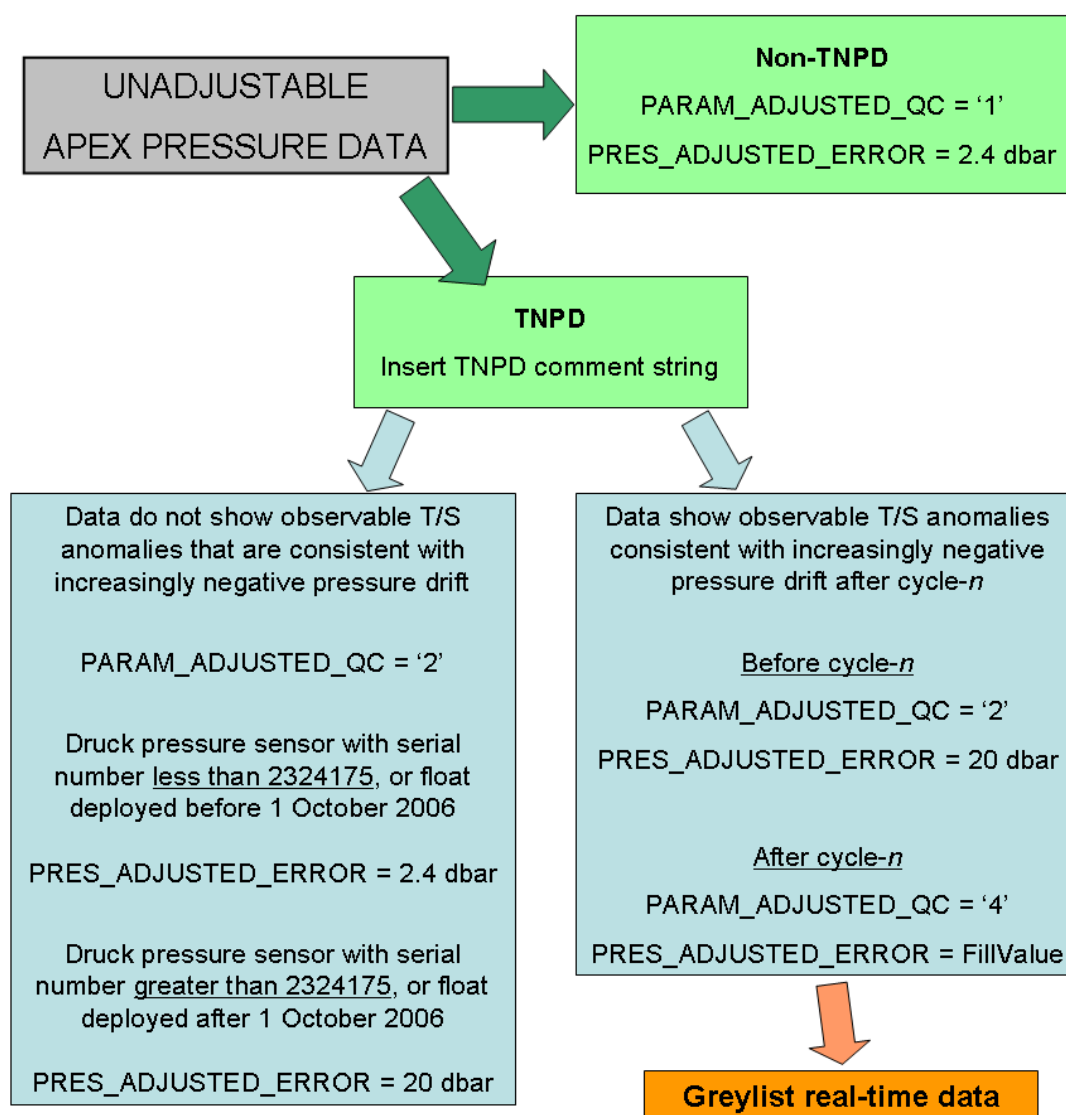 UNADJUSTABLE
APEX PRESSURE DATA
Non-TNPD
PARAM_ADJUSTED_QC = ‘1’
PRES_ADJUSTED_ERROR = 2.4 dbar
TNPD
Insert TNPD comment string
Data do not show observable T/S
anomalies that are consistent with
increasingly negative pressure drift
PARAM_ADJUSTED_QC = ‘2’
Druck pressure sensor with serial
number less than 2324175, or float
deployed before 1 October 2006
PRES_ADJUSTED_ERROR = 2.4 dbar
Druck pressure sensor with serial
number greater than 2324175, or float
deployed after 1 October 2006
PRES_ADJUSTED_ERROR = 20 dbar
Data show observable T/S anomalies
consistent with increasingly negative
pressure drift after cycle-n
Before cycle-n
PARAM_ADJUSTED_QC = ‘2’
PRES_ADJUSTED_ERROR = 20 dbar
After cycle-n
PARAM_ADJUSTED_QC = ‘4’
PRES_ADJUSTED_ERROR = FillValue
Greylist real-time data